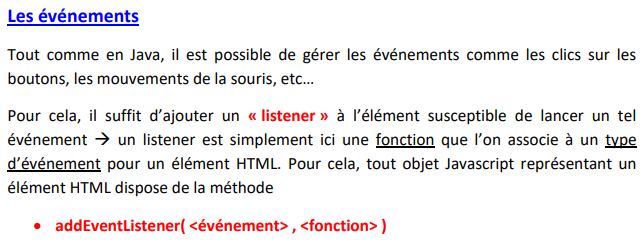 Les événements
Tout comme en Java, il est possible de gérer les événements comme les clics sur les
boutons, les mouvements de la souris, etc...
Pour cela, il suffit d'ajouter un « listener » à l'élément susceptible de lancer un tel
événement → un listener est simplement ici une fonction que l'on associe à un type
d'événement pour un élément HTML. Pour cela, tout objet Javascript représentant un
élément HTML dispose de la méthode
• addEventListener( <événement> , <fonction> )